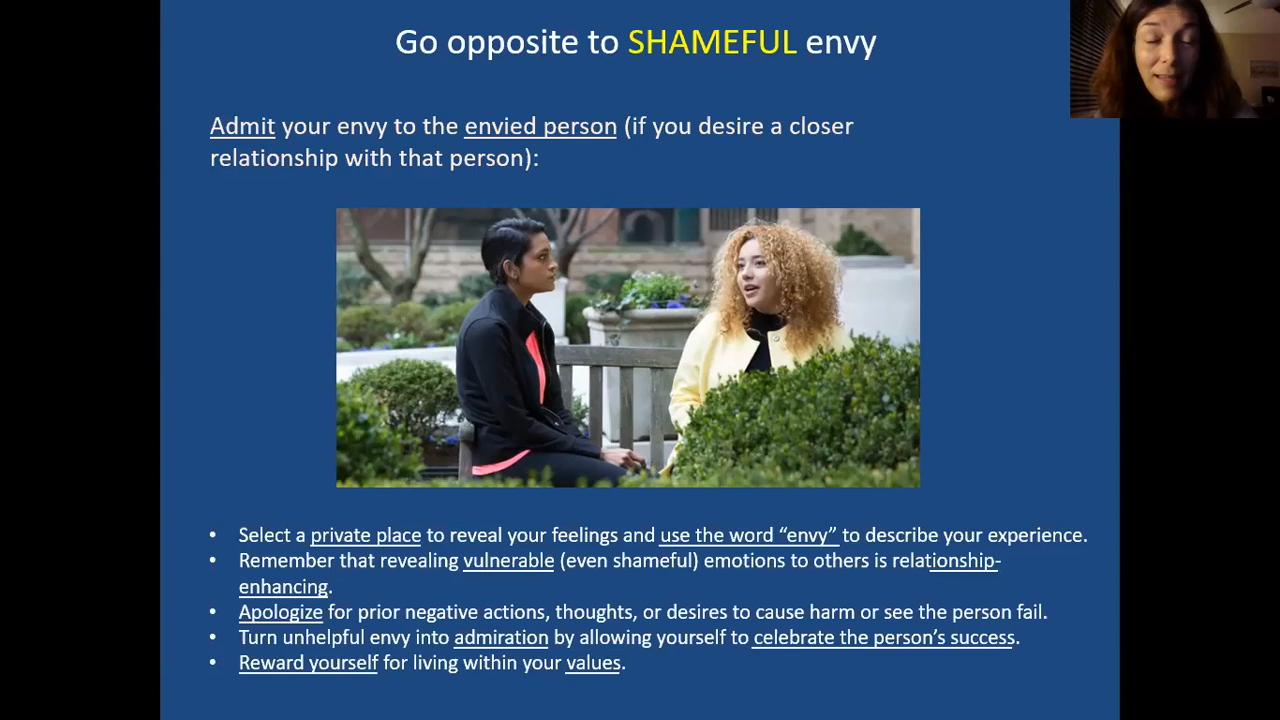 Go opposite to SHAMEFUL envy
Admit your envy to the envied person (if you desire a closer
relationship with that person):
• Select a private place to reveal your feelings and use the word “envy” to describe your experience.
• Remember that revealing vulnerable (even shameful) emotions to others is relationship-
enhancing.
• Apologize for prior negative actions, thoughts, or desires to cause harm or see the person fail.
• Turn unhelpful envy into admiration by allowing yourself to celebrate the person’s success.
• Reward yourself for living within your values.